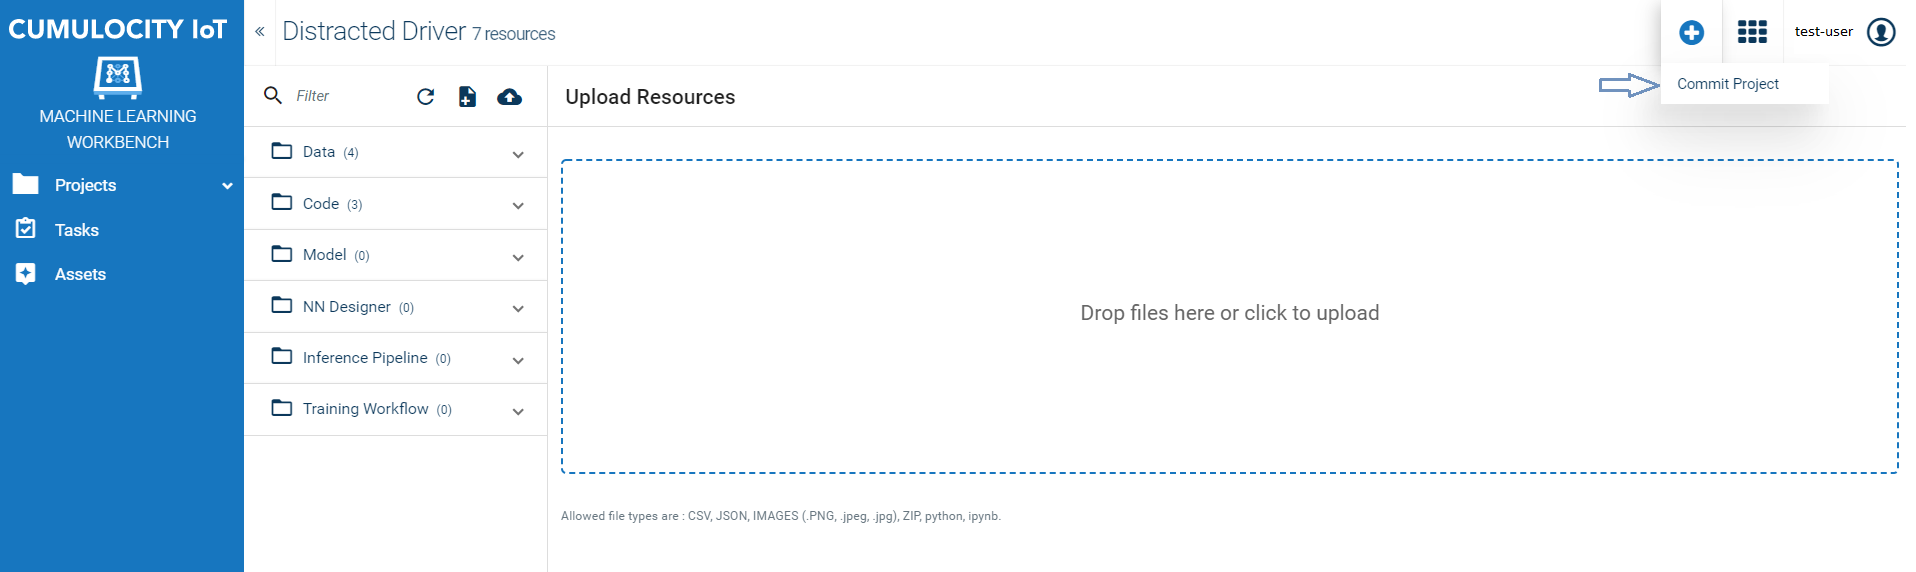 CUMULOCITY IoT
MACHINE LEARNING
WORKBENCH
Projects
Tasks
Assets
« Distracted Driver 7 resources
test-user
Commit Project
Filter
Upload Resources
Data (4)
Code (3)
Model (0)
NN Designer (0)
Inference Pipeline (0)
Training Workflow (0)
Drop files here or click to upload
Allowed file types are : CSV, JSON, IMAGES (.PNG, .jpeg, .jpg), ZIP, python, ipynb.